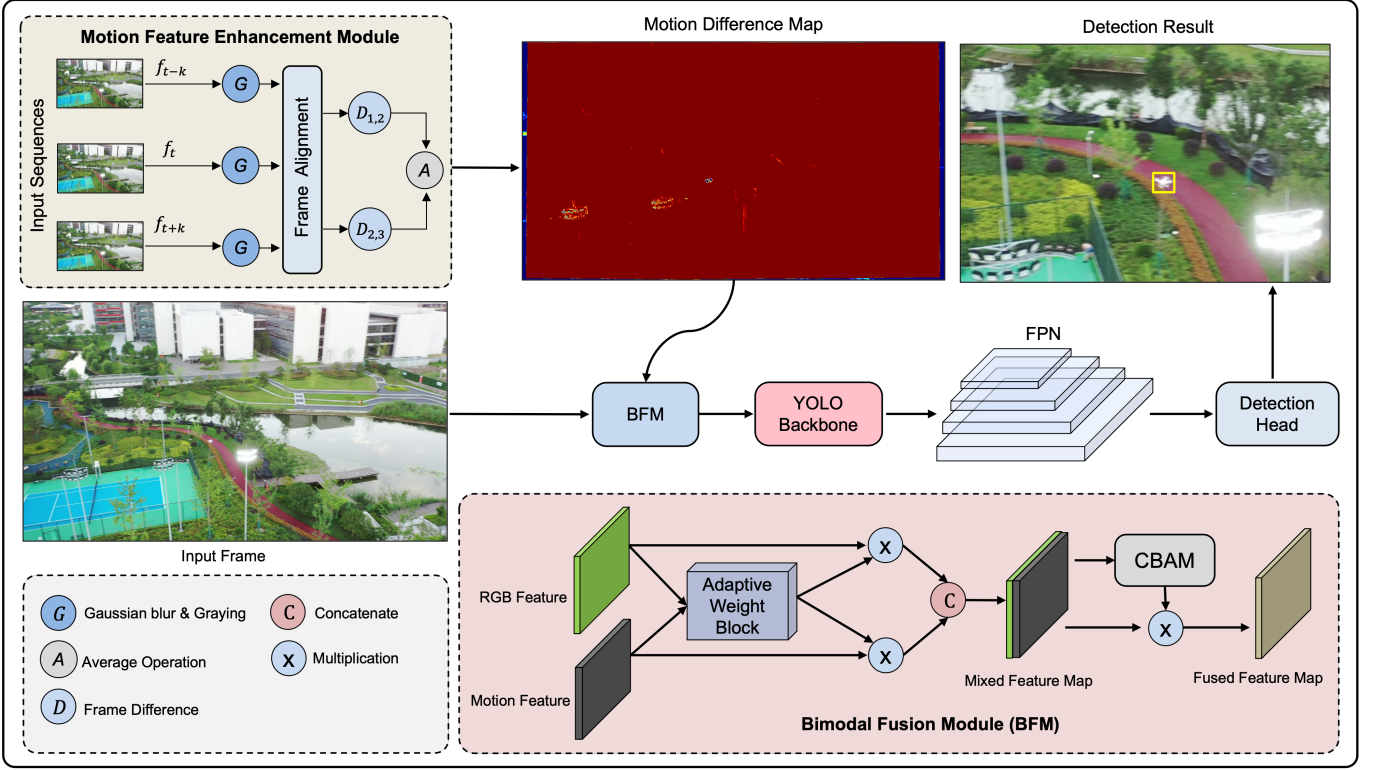 Motion Feature Enhancement Module
Input Sequences
f_{t-k}
G
f_t
G
f_{t+k}
G
Frame Alignment
D_{1,2}
D_{2,3}
A
Motion Difference Map
Detection Result
Input Frame
BFM
YOLO
Backbone
FPN
Detection
Head
G
Gaussian blur & Graying
C
Concatenate
A
Average Operation
X
Multiplication
D
Frame Difference
RGB Feature
Motion Feature
Adaptive
Weight
Block
X
X
C
Mixed Feature Map
CBAM
X
Fused Feature Map
Bimodal Fusion Module (BFM)